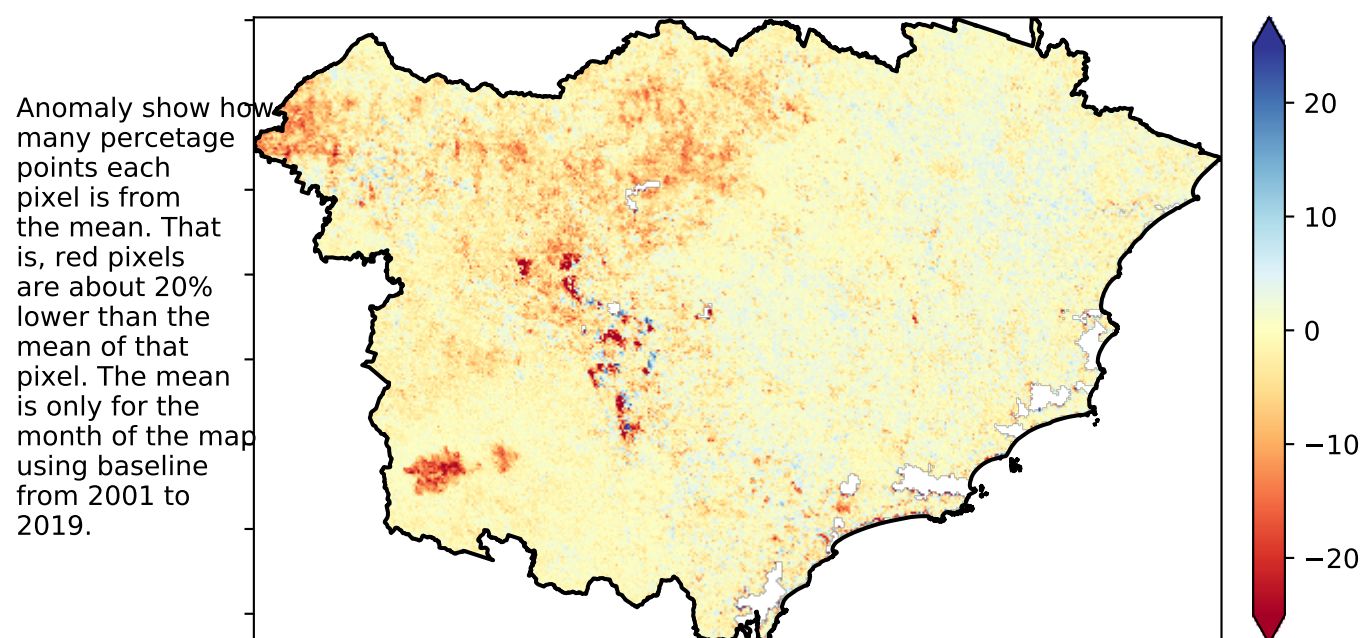 Anomaly show how
many percetage
points each
pixel is from
the mean. That
is, red pixels
are about 20%
lower than the
mean of that
pixel. The mean
is only for the
month of the map
using baseline
from 2001 to
2019.
20
10
0
−10
−20